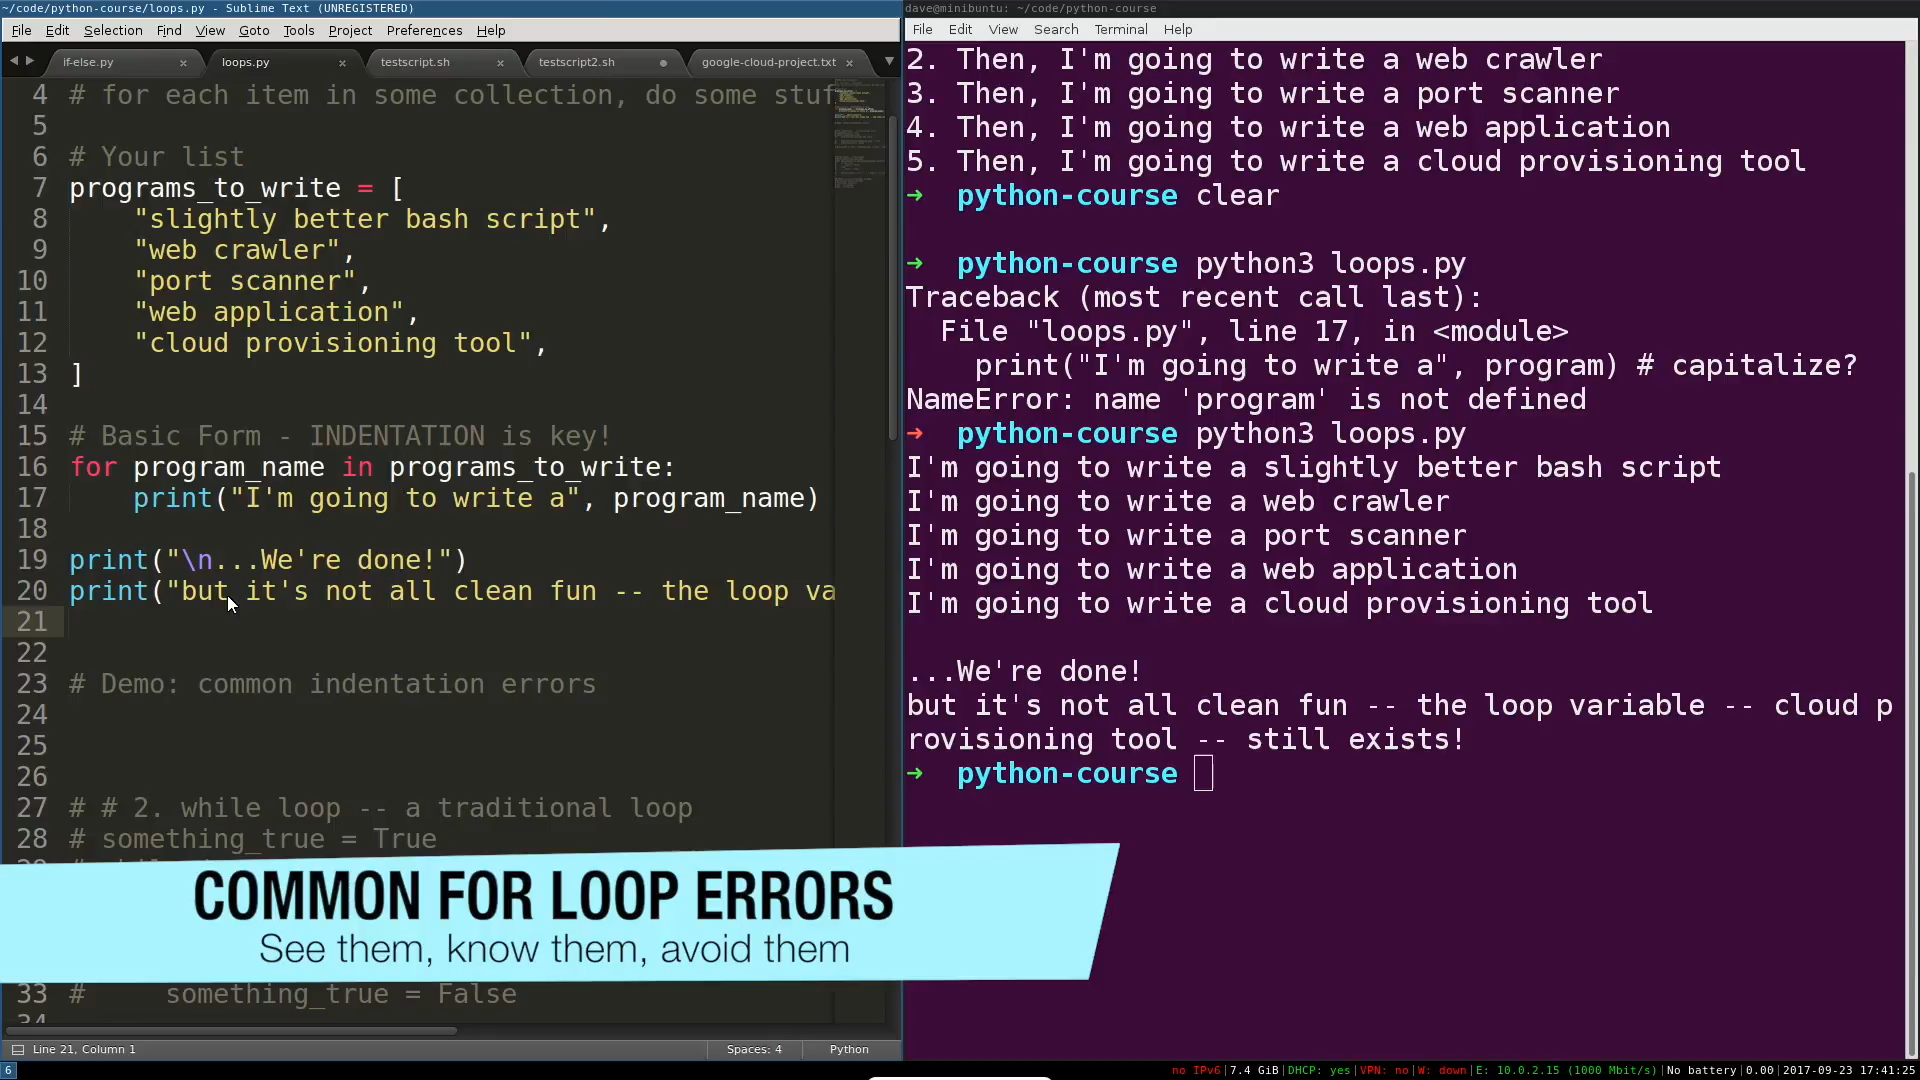 ~/code/python-course/loops.py - Sublime Text (UNREGISTERED)
File Edit Selection Find View Goto Tools Project Preferences Help
if-else.py × loops.py × testscript.sh × testscript2.sh google-cloud-project.txt ×
4 # for each item in some collection, do some stuf
5
6 # Your list
7 programs_to_write = [
8 "slightly better bash script",
9 "web crawler",
10 "port scanner",
11 "web application",
12 "cloud provisioning tool",
13 ]
14
15 # Basic Form - INDENTATION is key!
16 for program_name in programs_to_write:
17 print("I'm going to write a", program_name)
18
19 print("\n...We're done!")
20 print("but it's not all clean fun -- the loop va
21
22
23 # Demo: common indentation errors
24
25
26
27 # # 2. while loop -- a traditional loop
28 # something_true = True
COMMON FOR LOOP ERRORS
See them, know them, avoid them
33 # something_true = False
Line 21, Column 1 Spaces: 4 Python
dave@minibuntu: ~/code/python-course
File Edit View Search Terminal Help
2. Then, I'm going to write a web crawler
3. Then, I'm going to write a port scanner
4. Then, I'm going to write a web application
5. Then, I'm going to write a cloud provisioning tool
➜ python-course clear
➜ python-course python3 loops.py
Traceback (most recent call last):
File "loops.py", line 17, in <module>
print("I'm going to write a", program) # capitalize?
NameError: name 'program' is not defined
➜ python-course python3 loops.py
I'm going to write a slightly better bash script
I'm going to write a web crawler
I'm going to write a port scanner
I'm going to write a web application
I'm going to write a cloud provisioning tool
...We're done!
but it's not all clean fun -- the loop variable -- cloud p
rovisioning tool -- still exists!
➜ python-course
6 no IPv6|7.4 GiB|DHCP: yes|VPN: no|W: down|E: 10.0.2.15 (1000 Mbit/s)|No battery|0.00|2017-09-23 17:41:25